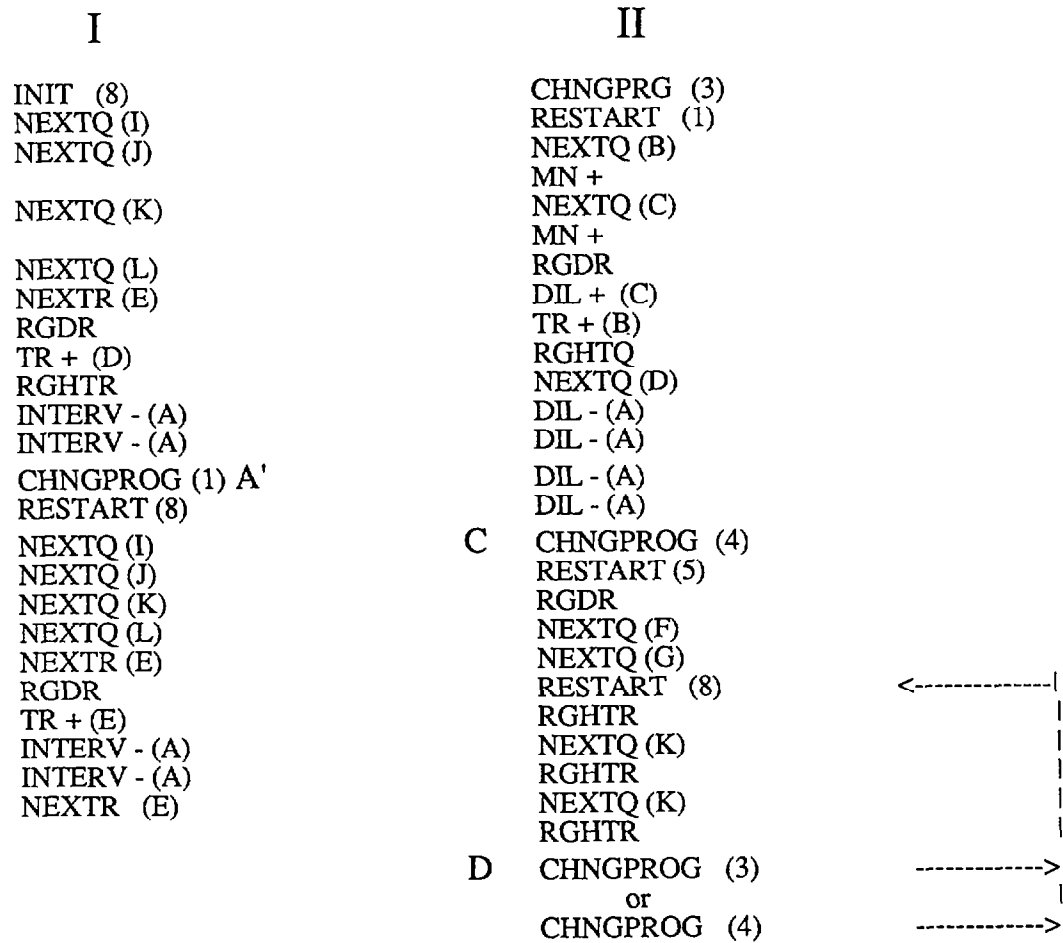 I
INIT (8)
NEXTQ (I)
NEXTQ (J)
NEXTQ (K)
NEXTQ (L)
NEXTR (E)
RGDR
TR + (D)
RGHTR
INTERV - (A)
INTERV - (A)
CHNGPROG (1) A'
RESTART (8)
NEXTQ (I)
NEXTQ (J)
NEXTQ (K)
NEXTQ (L)
NEXTR (E)
RGDR
TR + (E)
INTERV - (A)
INTERV - (A)
NEXTR (E)
II
CHNGPRG (3)
RESTART (1)
NEXTQ (B)
MN +
NEXTQ (C)
MN +
RGDR
DIL + (C)
TR + (B)
RGHTQ
NEXTQ (D)
DIL - (A)
DIL - (A)
DIL - (A)
DIL - (A)
C CHNGPROG (4)
RESTART (5)
RGDR
NEXTQ (F)
NEXTQ (G)
RESTART (8)
RGHTR
NEXTQ (K)
RGHTR
NEXTQ (K)
RGHTR
D CHNGPROG (3)
or
CHNGPROG (4)